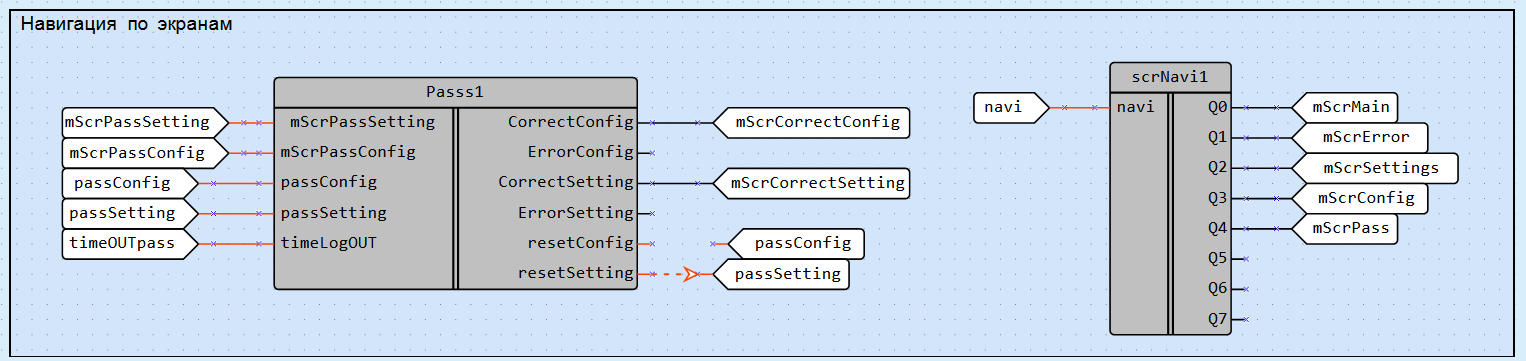 Навигация по экранам
Passs1
mScrPassSetting
mScrPassConfig
passConfig
passSetting
timeOUTpass
mScrPassSetting
mScrPassConfig
passConfig
passSetting
timeLogOUT
CorrectConfig
ErrorConfig
CorrectSetting
ErrorSetting
resetConfig
resetSetting
mScrCorrectConfig
mScrCorrectSetting
passConfig
passSetting
scrNavi1
navi
navi
Q0
Q1
Q2
Q3
Q4
Q5
Q6
Q7
mScrMain
mScrError
mScrSettings
mScrConfig
mScrPass